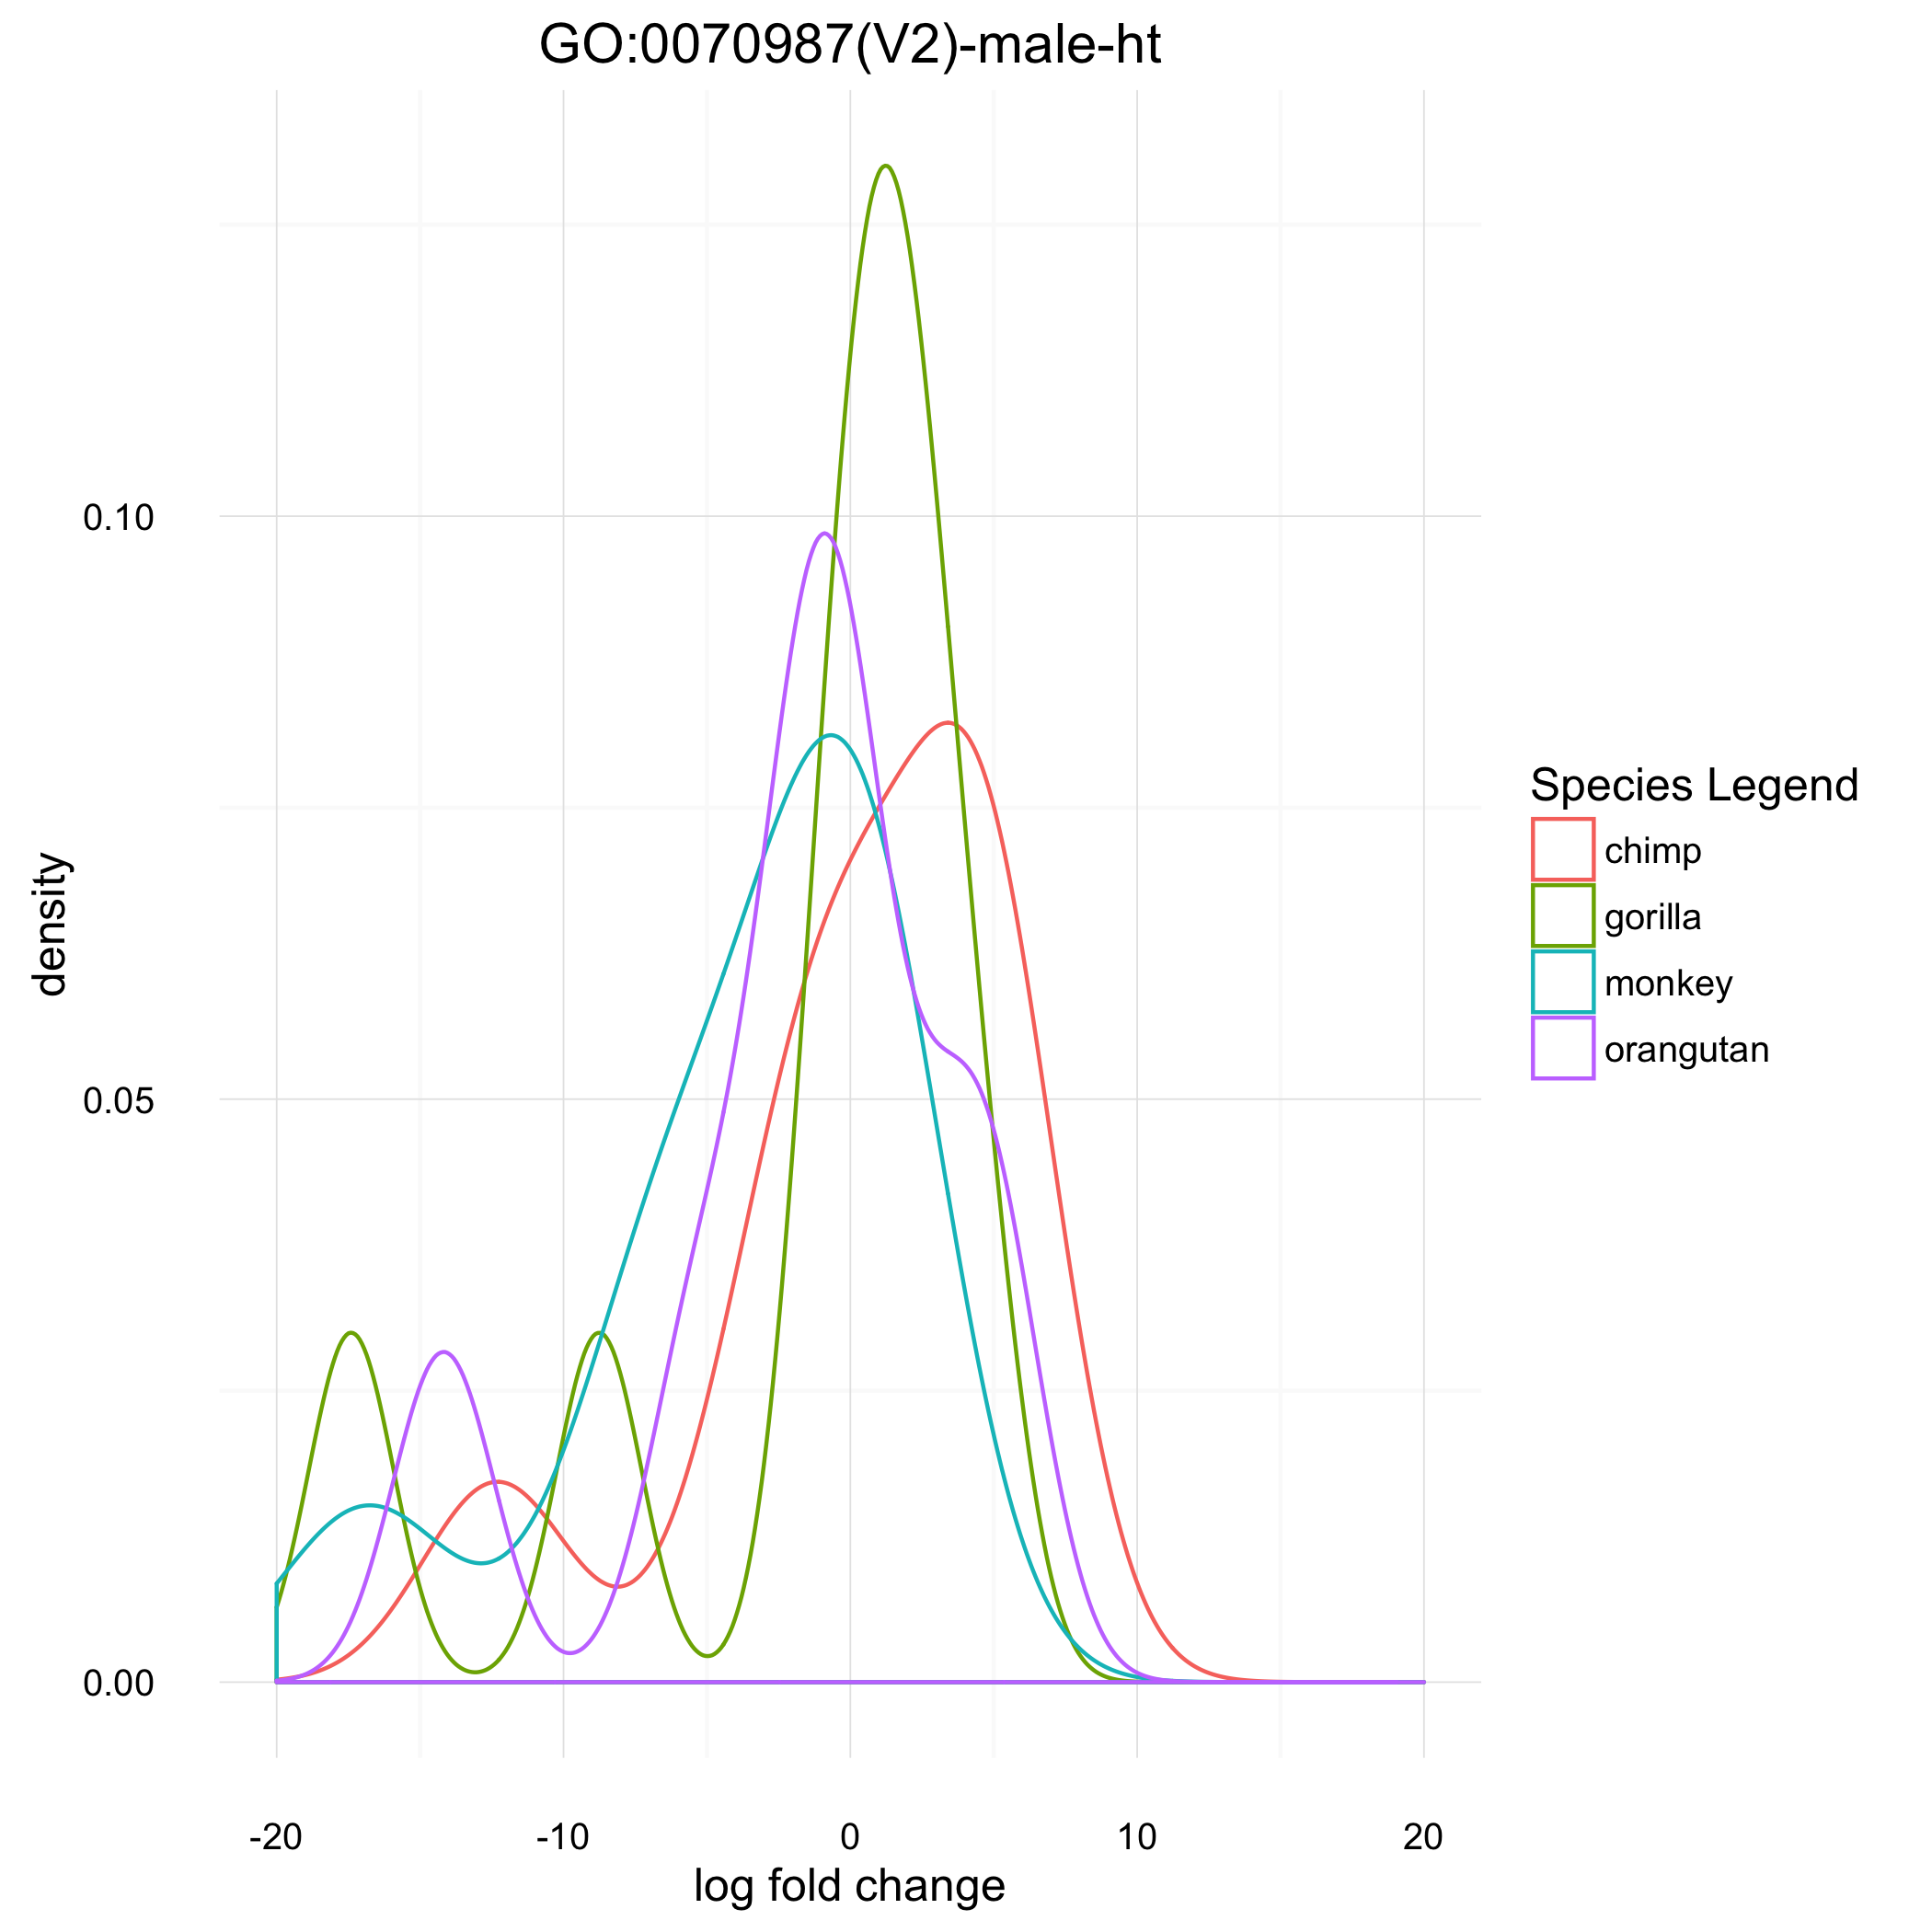 GO:0070987(V2)-male-ht
0.10
0.05
0.00
density
-20 -10 0 10 20
log fold change
Species Legend
chimp
gorilla
monkey
orangutan